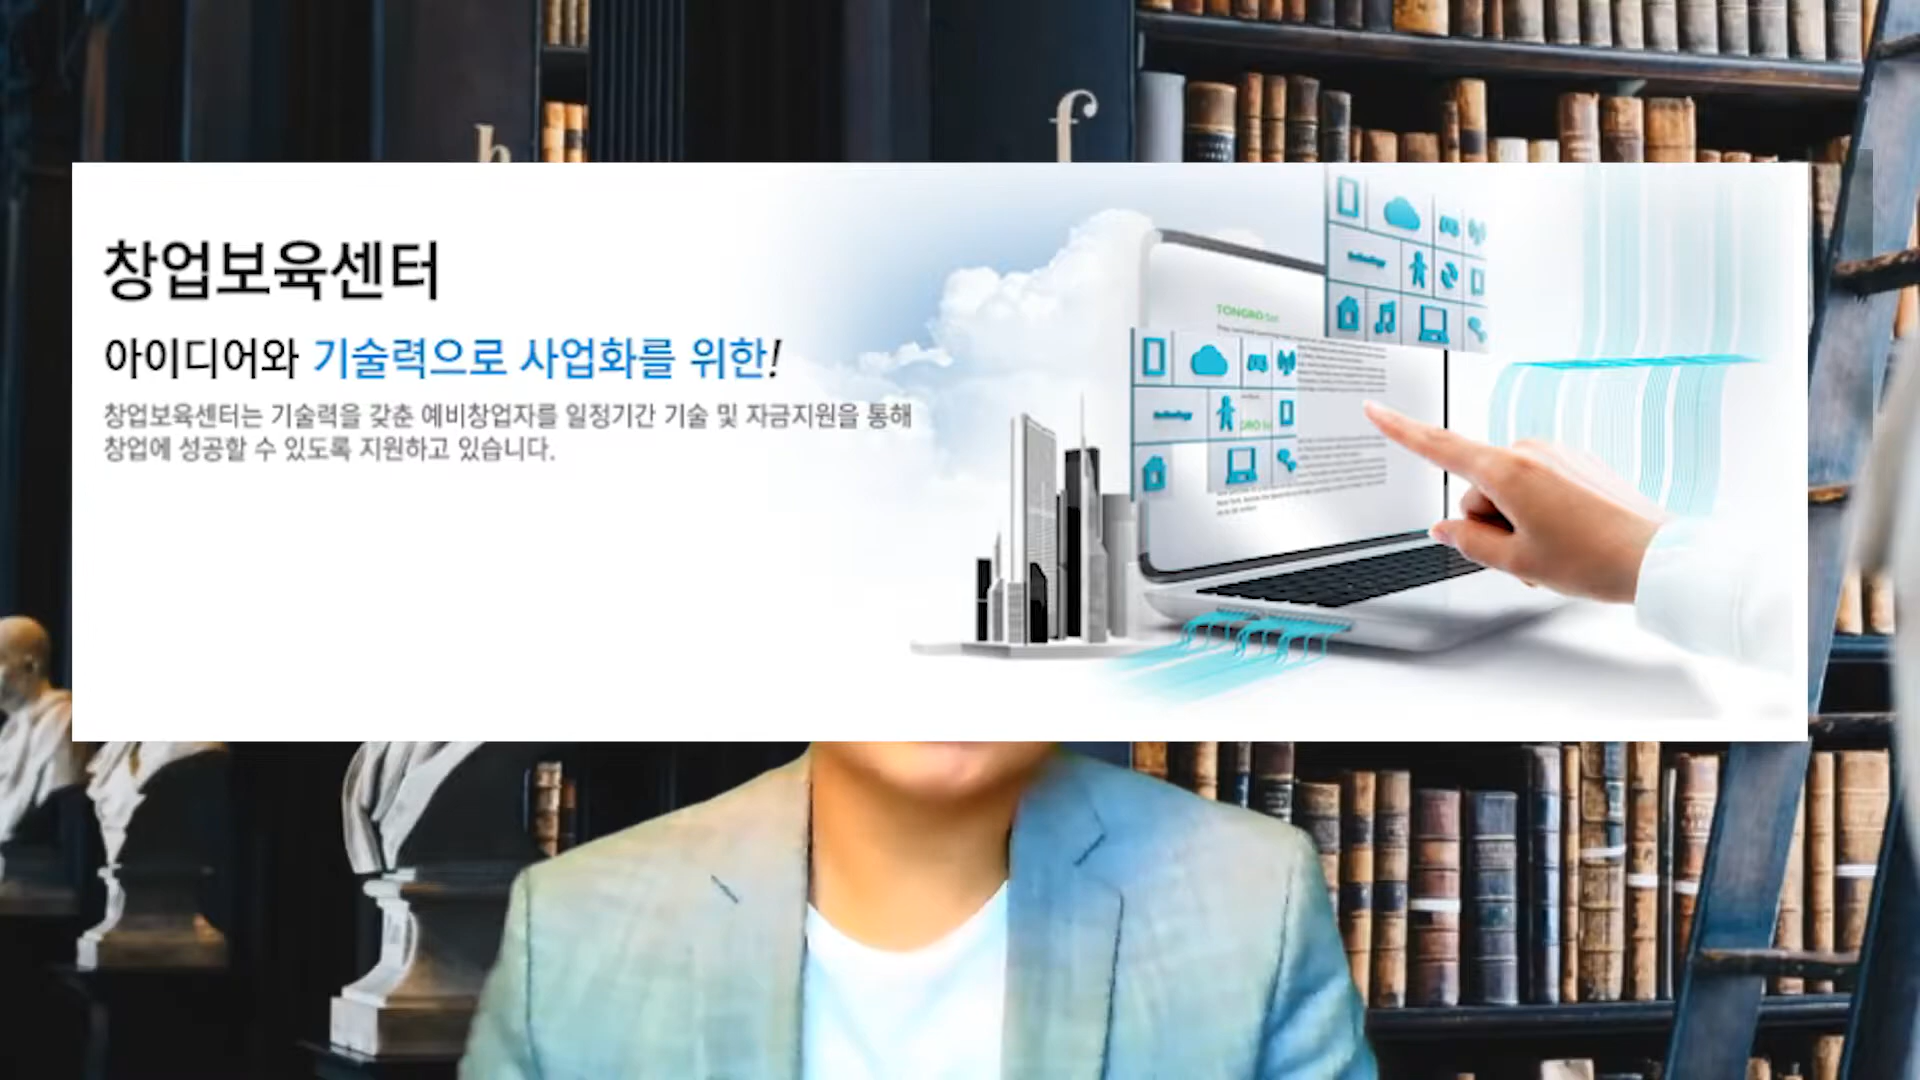 h
f
창업보육센터
아이디어와 기술력으로 사업화를 위한!
창업보육센터는 기술력을 갖춘 예비창업자를 일정기간 기술 및 자금지원을 통해
창업에 성공할 수 있도록 지원하고 있습니다.
TONGRO
technology
technology